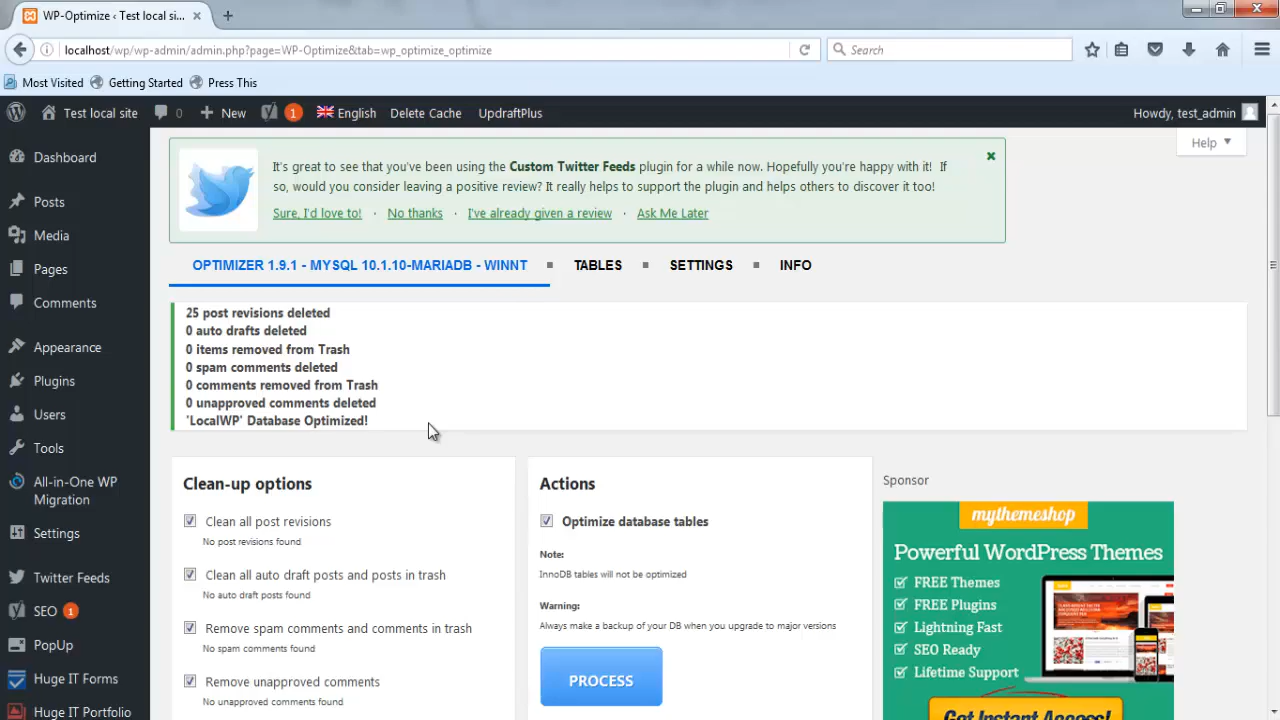 WP-Optimize ‹ Test local si...
localhost/wp/wp-admin/admin.php?page=WP-Optimize&tab=wp_optimize_optimize
Search
Most Visited Getting Started Press This
Test local site 0 New 1 English Delete Cache UpdraftPlus Howdy, test_admin
Help
Dashboard
Posts
Media
Pages
Comments
Appearance
Plugins
Users
Tools
All-in-One WP
Migration
Settings
Twitter Feeds
SEO 1
PopUp
Huge IT Forms
Huge IT Portfolio
It's great to see that you've been using the Custom Twitter Feeds plugin for a while now. Hopefully you're happy with it! If
so, would you consider leaving a positive review? It really helps to support the plugin and helps others to discover it too!
Sure, I'd love to! · No thanks · I've already given a review · Ask Me Later
OPTIMIZER 1.9.1 - MYSQL 10.1.10-MARIADB - WINNT TABLES SETTINGS INFO
25 post revisions deleted
0 auto drafts deleted
0 items removed from Trash
0 spam comments deleted
0 comments removed from Trash
0 unapproved comments deleted
'LocalWP' Database Optimized!
Clean-up options
Clean all post revisions
No post revisions found
Clean all auto draft posts and posts in trash
No auto draft posts found
Remove spam comments and comments in trash
No spam comments found
Remove unapproved comments
No unapproved comments found
Actions
Optimize database tables
Note:
InnoDB tables will not be optimized
Warning:
Always make a backup of your DB when you upgrade to major versions
PROCESS
Sponsor
mythemeshop
Powerful WordPress Themes
FREE Themes
FREE Plugins
Lightning Fast
SEO Ready
Lifetime Support
Get Instant Access!